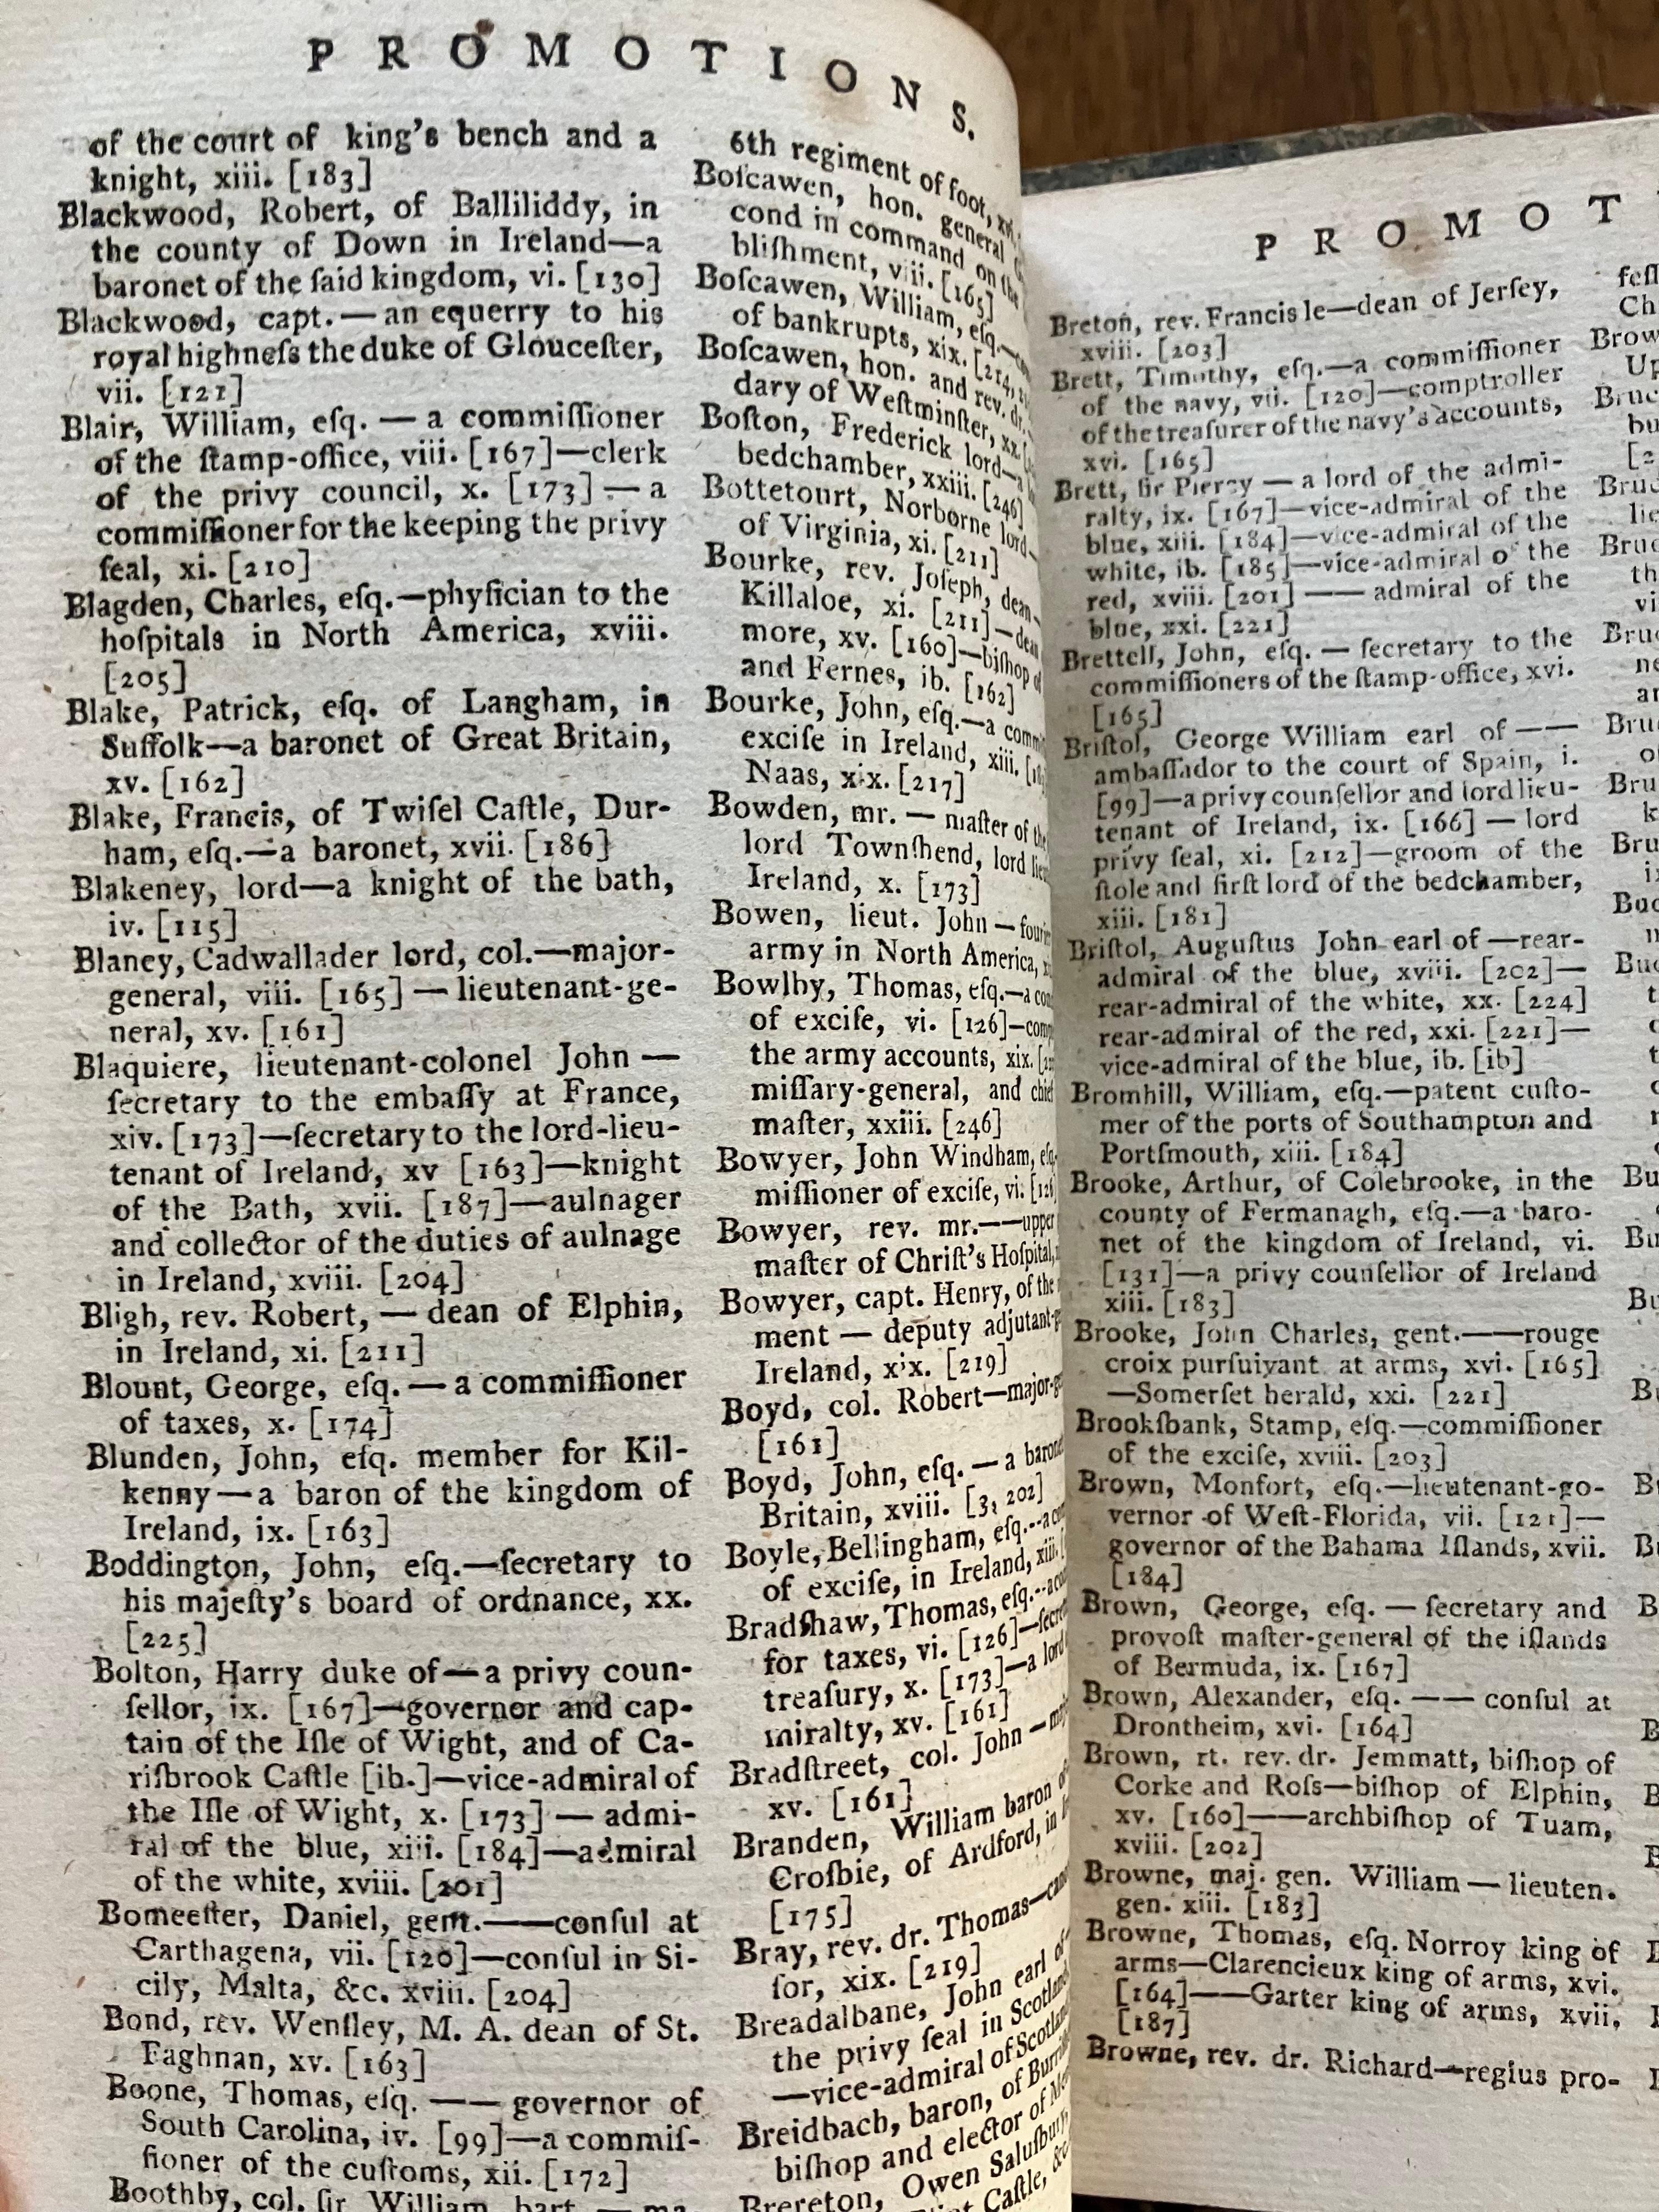 PROMOTIONS.
of the court of king's bench and a
knight, xiii. [183]
Blackwood, Robert, of Balliliddy, in
the county of Down in Ireland—a
baronet of the ſaid kingdom, vi. [130]
Blackwood, capt. — an equerry to his
royal highneſs the duke of Glouceſter,
vii. [121]
Blair, William, eſq. — a commiſſioner
of the ſtamp-office, viii. [167]—clerk
of the privy council, x. [173] — a
commiſſioner for the keeping the privy
ſeal, xi. [210]
Blagden, Charles, eſq.—phyſician to the
hoſpitals in North America, xviii.
[205]
Blake, Patrick, eſq. of Langham, in
Suffolk—a baronet of Great Britain,
xv. [162]
Blake, Francis, of Twiſel Caſtle, Dur-
ham, eſq.—a baronet, xvii. [186]
Blakeney, lord—a knight of the bath,
iv. [115]
Blaney, Cadwallader lord, col.—major-
general, viii. [165] — lieutenant-ge-
neral, xv. [161]
Blaquiere, lieutenant-colonel John —
ſecretary to the embaſſy at France,
xiv. [173]—ſecretary to the lord-lieu-
tenant of Ireland, xv [163]—knight
of the Bath, xvii. [187]—aulnager
and collector of the duties of aulnage
in Ireland, xviii. [204]
Bligh, rev. Robert, — dean of Elphin,
in Ireland, xi. [211]
Blount, George, eſq. — a commiſſioner
of taxes, x. [174]
Blunden, John, eſq. member for Kil-
kenny — a baron of the kingdom of
Ireland, ix. [163]
Boddington, John, eſq.—ſecretary to
his majeſty's board of ordnance, xx.
[225]
Bolton, Harry duke of—a privy coun-
ſellor, ix. [167]—governor and cap-
tain of the Iſle of Wight, and of Ca-
riſbrook Caſtle [ib.]—vice-admiral of
the Iſle of Wight, x. [173] — admi-
ral of the blue, xiii. [184]—admiral
of the white, xviii. [201]
Bomeeſter, Daniel, gent.——conſul at
Carthagena, vii. [120]—conſul in Si-
cily, Malta, &c. xviii. [204]
Bond, rev. Wenſley, M. A. dean of St.
Faghnan, xv. [163]
Boone, Thomas, eſq. —— governor of
South Carolina, iv. [99]—a commiſ-
ſioner of the cuſtoms, xii. [172]
Boothby, col. ſir William, bart. — ma-
6th regiment of foot,
Boſcawen, hon. general
cond in command on the
bliſhment, vii. [165]
Boſcawen, William, eſq.—
of bankrupts, xix. [214,
Boſcawen, hon. and rev. dr.
dary of Weſtminſter, xx.
Boſton, Frederick lord—a
bedchamber, xxiii. [246]
Bottetourt, Norborne lord—
of Virginia, xi. [211]
Bourke, rev. Joſeph, dean
Killaloe, xi. [211]—dean
more, xv. [160]—biſhop of
and Fernes, ib. [162]
Bourke, John, eſq.—a
exciſe in Ireland, xiii.
Naas, xix. [217]
Bowden, mr. — maſter of the
lord Townſhend, lord
Ireland, x. [173]
Bowen, lieut. John —
army in North America,
Bowlby, Thomas, eſq.—a
of exciſe, vi. [126]—
the army accounts, xix.
miſſary-general, and chief
maſter, xxiii. [246]
Bowyer, John Windham, eſq.
miſſioner of exciſe, vi.
Bowyer, rev. mr.——upper
maſter of Chriſt's Hoſpital,
Bowyer, capt. Henry, of the
ment — deputy adjutant-
Ireland, xix. [219]
Boyd, col. Robert—major-
[161]
Boyd, John, eſq. — a baronet
Britain, xviii. [3, 202]
Boyle, Bellingham, eſq.--a
of exciſe, in Ireland, xiii.
Bradſhaw, Thomas, eſq.--a
for taxes, vi. [126]—
treaſury, x. [173]—a lord
miralty, xv. [161]
Bradſtreet, col. John —
xv. [161]
Branden, William baron of
Croſbie, of Ardford, in
[175]
Bray, rev. dr. Thomas—
ſor, xix. [219]
Breadalbane, John earl of
the privy ſeal in Scotland
—vice-admiral of Scotland
Breidbach, baron, of
biſhop and elector of
Brereton, Owen Saluſbury
Caſtle, &c.
PROMOT
Breton, rev. Francis le—dean of Jerſey,
xviii. [203]
Brett, Timothy, eſq.—a commiſſioner
of the navy, vii. [120]—comptroller
of the treaſurer of the navy's accounts,
xvi. [165]
Brett, ſir Piercy — a lord of the admi-
ralty, ix. [167]—vice-admiral of the
blue, xiii. [184]—vice-admiral of the
white, ib. [185]—vice-admiral of the
red, xviii. [201] —— admiral of the
blue, xxi. [221]
Brettell, John, eſq. — ſecretary to the
commiſſioners of the ſtamp-office, xvi.
[165]
Briſtol, George William earl of ——
ambaſſador to the court of Spain, i.
[99]—a privy counſellor and lord lieu-
tenant of Ireland, ix. [166] — lord
privy ſeal, xi. [212]—groom of the
ſtole and firſt lord of the bedchamber,
xiii. [181]
Briſtol, Auguſtus John earl of —rear-
admiral of the blue, xviii. [202]—
rear-admiral of the white, xx. [224]
rear-admiral of the red, xxi. [221]—
vice-admiral of the blue, ib. [ib]
Bromhill, William, eſq.—patent cuſto-
mer of the ports of Southampton and
Portſmouth, xiii. [184]
Brooke, Arthur, of Colebrooke, in the
county of Fermanagh, eſq.—a baro-
net of the kingdom of Ireland, vi.
[131]—a privy counſellor of Ireland
xiii. [183]
Brooke, John Charles, gent.——rouge
croix purſuivant at arms, xvi. [165]
—Somerſet herald, xxi. [221]
Brookſbank, Stamp, eſq.—commiſſioner
of the exciſe, xviii. [203]
Brown, Monfort, eſq.—lieutenant-go-
vernor of Weſt-Florida, vii. [121]—
governor of the Bahama Iſlands, xvii.
[184]
Brown, George, eſq. — ſecretary and
provoſt maſter-general of the iſlands
of Bermuda, ix. [167]
Brown, Alexander, eſq. —— conſul at
Drontheim, xvi. [164]
Brown, rt. rev. dr. Jemmatt, biſhop of
Corke and Roſs—biſhop of Elphin,
xv. [160]——archbiſhop of Tuam,
xviii. [202]
Browne, maj. gen. William — lieuten.
gen. xiii. [183]
Browne, Thomas, eſq. Norroy king of
arms—Clarencieux king of arms, xvi.
[164]——Garter king of arms, xvii.
[187]
Browne, rev. dr. Richard—regius pro-